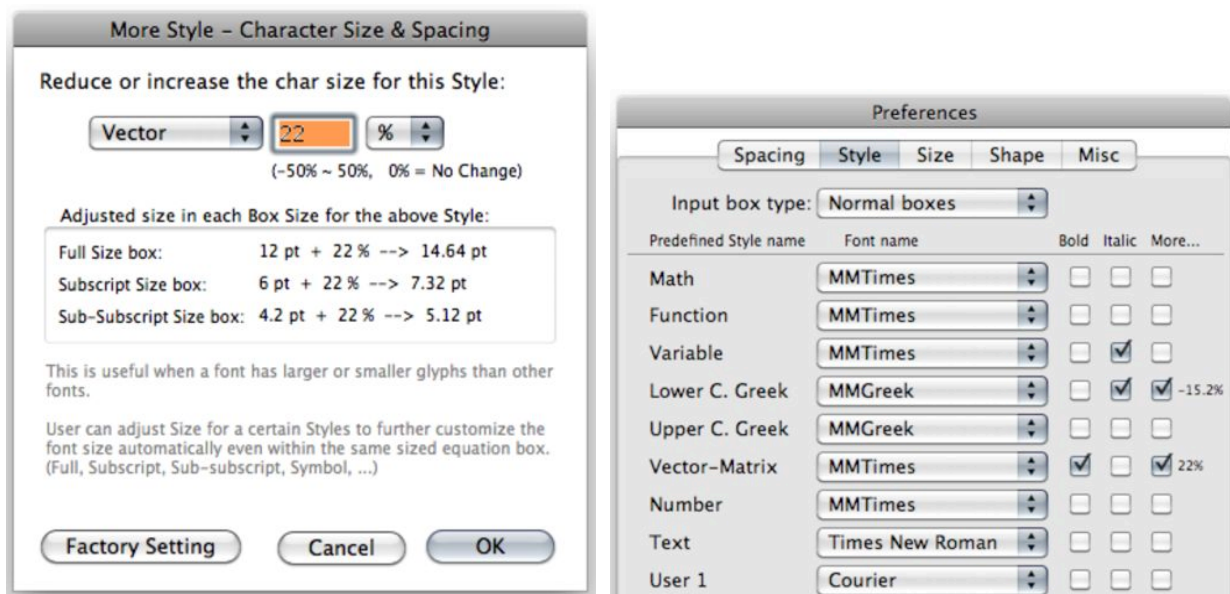 More Style – Character Size & Spacing
Reduce or increase the char size for this Style:
Vector 22 %
(-50% ~ 50%, 0% = No Change)
Adjusted size in each Box Size for the above Style:
Full Size box: 12 pt + 22 % --> 14.64 pt
Subscript Size box: 6 pt + 22 % --> 7.32 pt
Sub-Subscript Size box: 4.2 pt + 22 % --> 5.12 pt
This is useful when a font has larger or smaller glyphs than other
fonts.
User can adjust Size for a certain Styles to further customize the
font size automatically even within the same sized equation box.
(Full, Subscript, Sub-subscript, Symbol, ...)
Factory Setting Cancel OK
Preferences
Spacing Style Size Shape Misc
Input box type: Normal boxes
Predefined Style name Font name Bold Italic More...
Math MMTimes
Function MMTimes
Variable MMTimes
Lower C. Greek MMGreek -15.2%
Upper C. Greek MMGreek
Vector-Matrix MMTimes 22%
Number MMTimes
Text Times New Roman
User 1 Courier